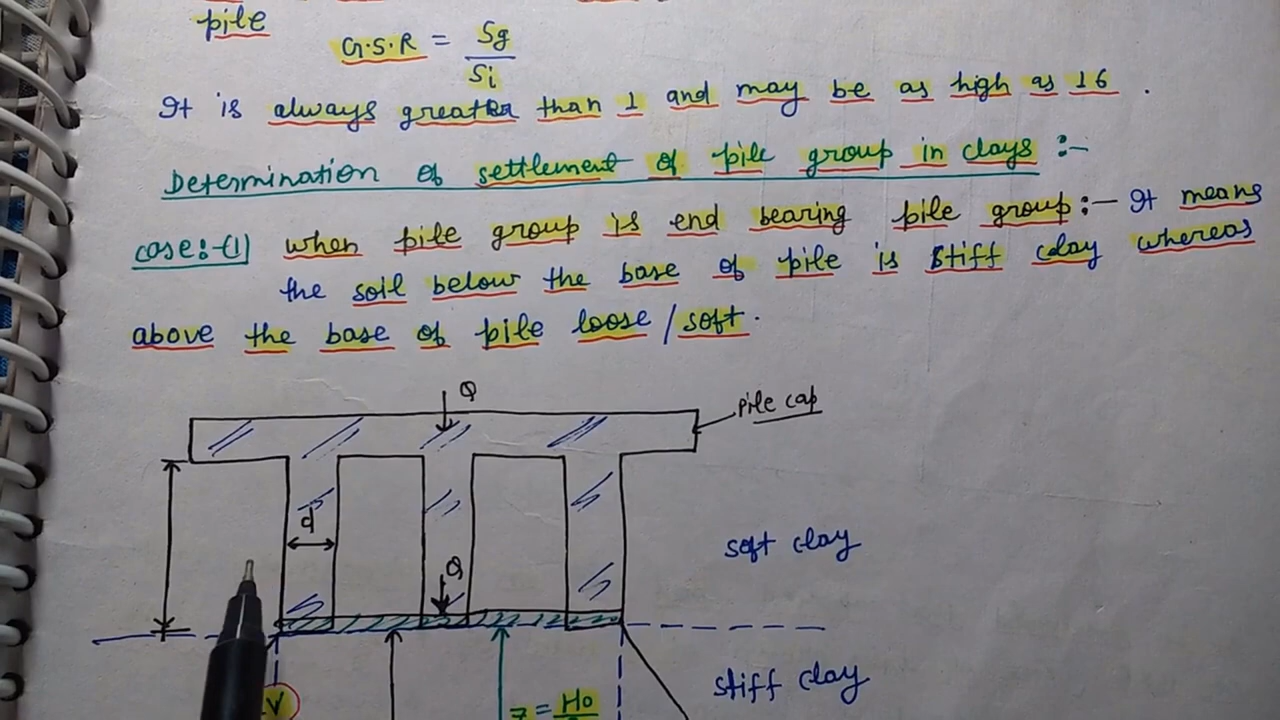 pile
G.S.R = Sg
Si
It is always greater than 1 and may be as high as 16 .
Determination of settlement of pile group in clays :-
case:-(1) when pile group is end bearing pile group:- It means
the soil below the base of pile is stiff clay whereas
above the base of pile loose / soft.
Q
pile cap
d
soft clay
Q
stiff clay
V
z = Ho